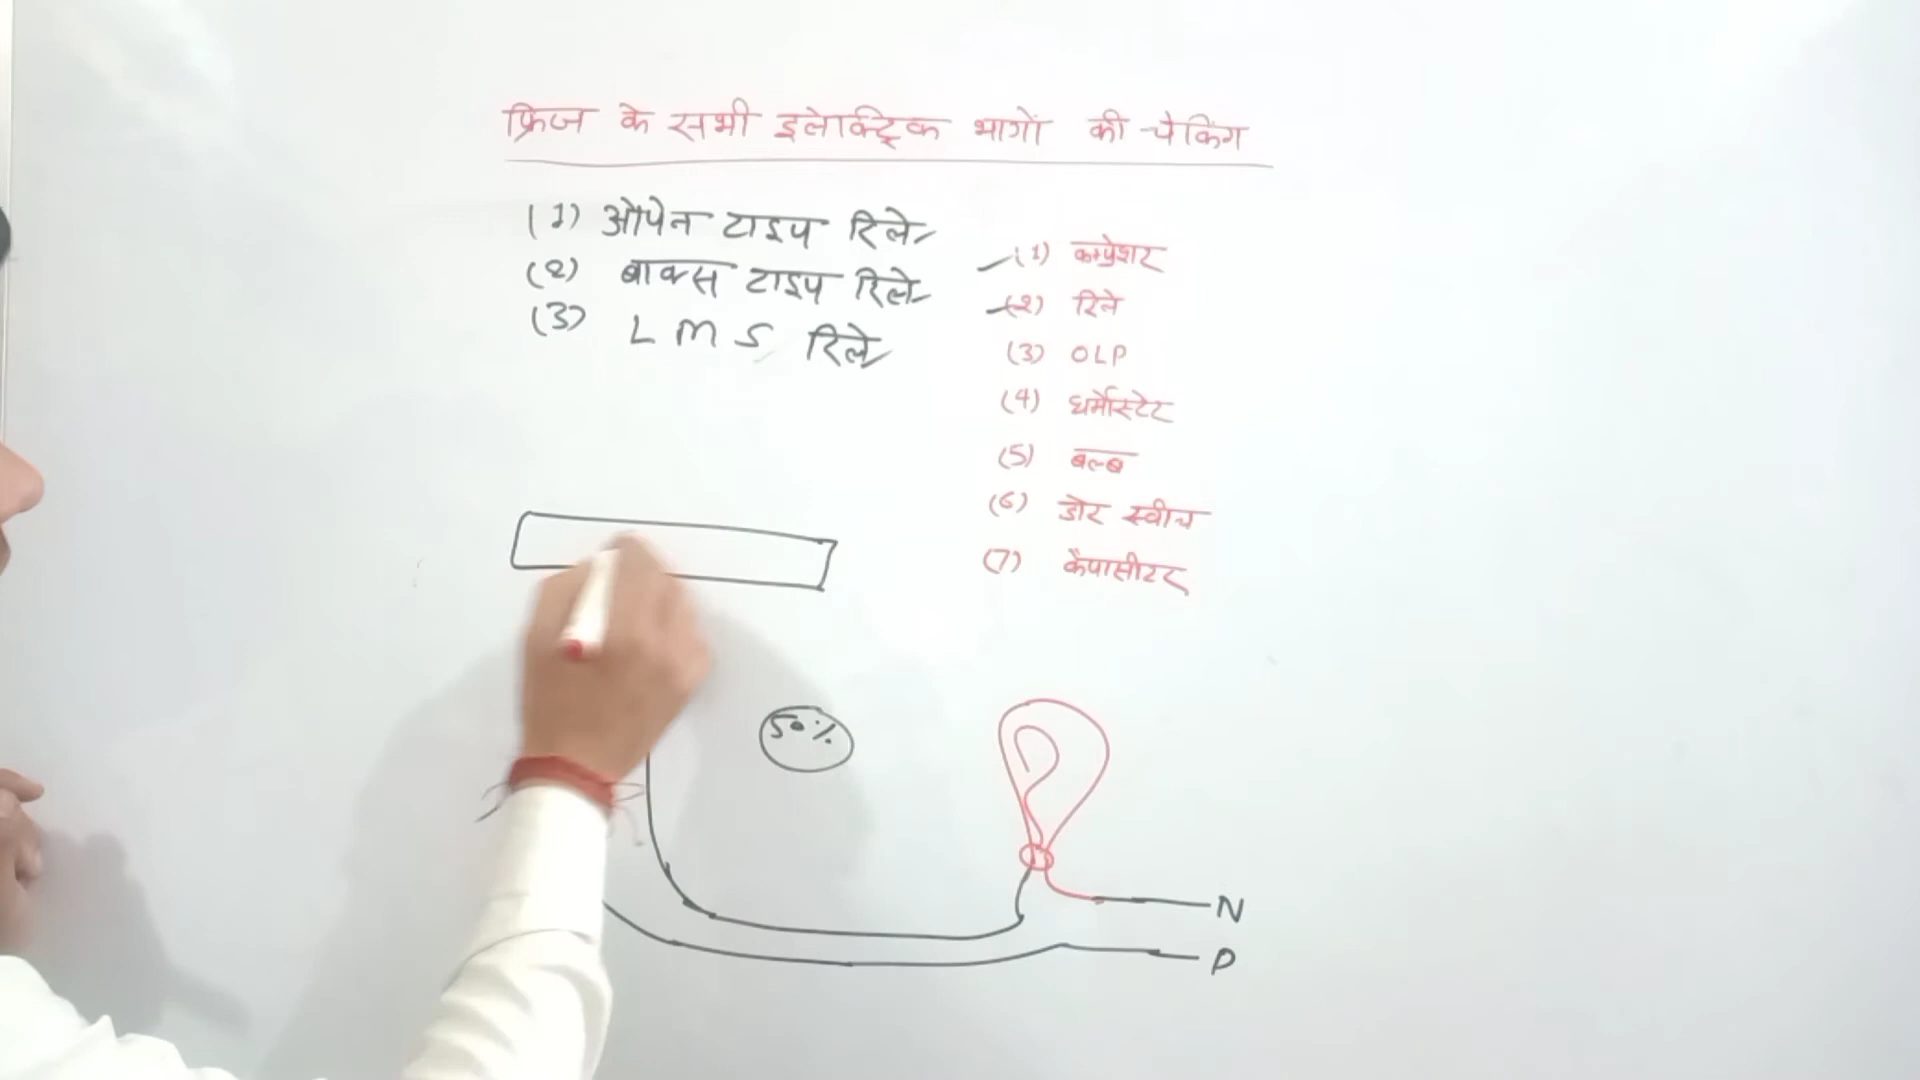 फ्रिज के सभी इलेक्ट्रिक भागों की चेकिंग
(1) ओपेन टाइप रिले
(2) बाक्स टाइप रिले
(3) L M S रिले
(1) कम्प्रेशर
(2) रिले
(3) OLP
(4) थर्मोस्टेट
(5) बल्ब
(6) डोर स्वीच
(7) कैपासीटर
50%
N
P